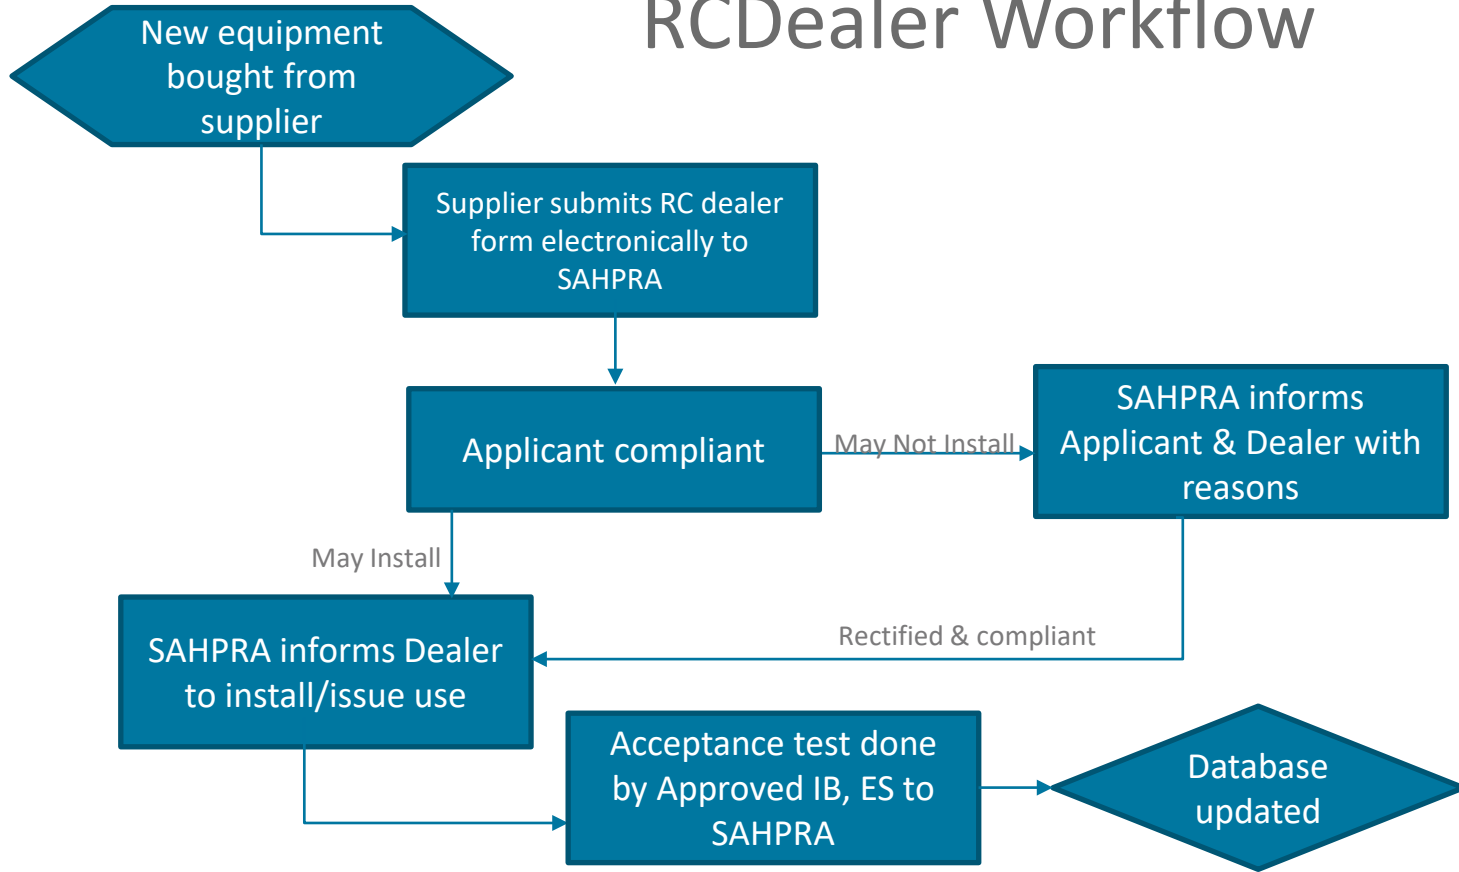 RCDealer Workflow
New equipment
bought from
supplier
Supplier submits RC dealer
form electronically to
SAHPRA
Applicant compliant
May Not Install
SAHPRA informs
Applicant & Dealer with
reasons
May Install
Rectified & compliant
SAHPRA informs Dealer
to install/issue use
Acceptance test done
by Approved IB, ES to
SAHPRA
Database
updated